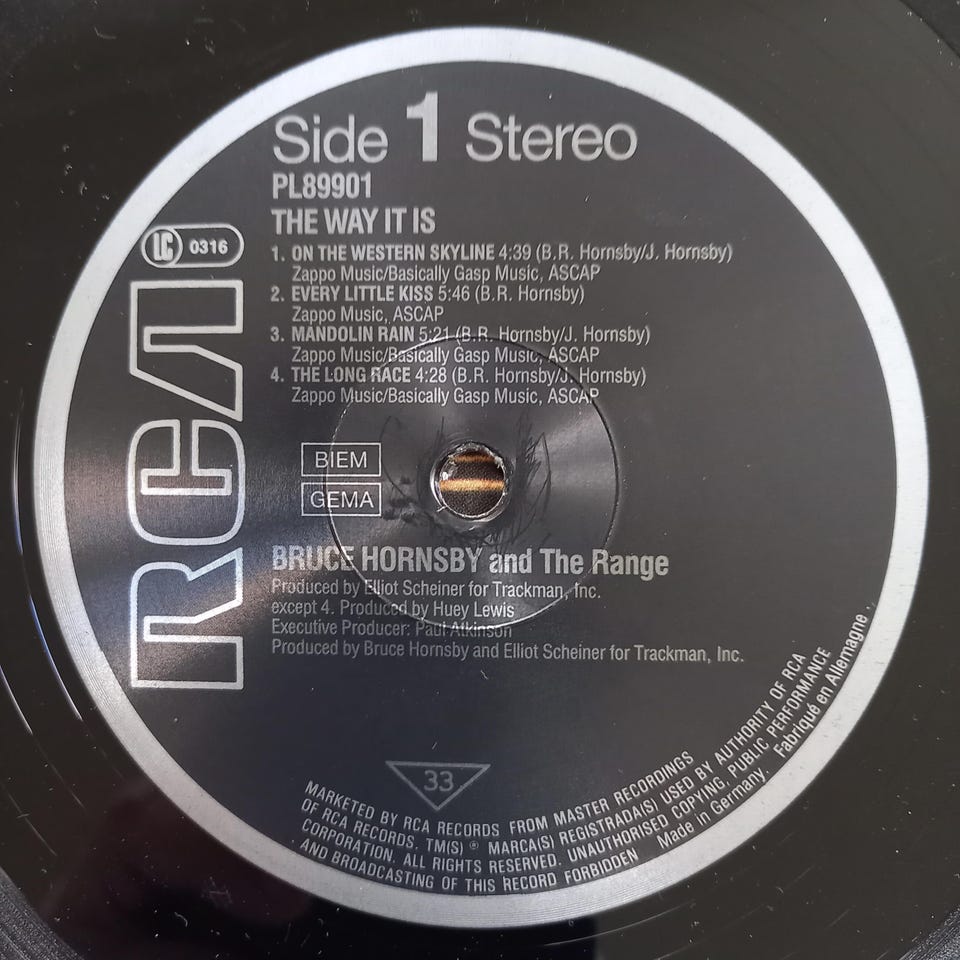 Side 1 Stereo
PL89901
THE WAY IT IS
LC 0316
RCA
1. ON THE WESTERN SKYLINE 4:39 (B.R. Hornsby/J. Hornsby)
Zappo Music/Basically Gasp Music, ASCAP
2. EVERY LITTLE KISS 5:46 (B.R. Hornsby)
Zappo Music, ASCAP
3. MANDOLIN RAIN 5:21 (B.R. Hornsby/J. Hornsby)
Zappo Music/Basically Gasp Music, ASCAP
4. THE LONG RACE 4:28 (B.R. Hornsby/J. Hornsby)
Zappo Music/Basically Gasp Music, ASCAP
BIEM
GEMA
BRUCE HORNSBY and The Range
Produced by Elliot Scheiner for Trackman, Inc.
except 4. Produced by Huey Lewis
Executive Producer: Paul Atkinson
Produced by Bruce Hornsby and Elliot Scheiner for Trackman, Inc.
33
MARKETED BY RCA RECORDS FROM MASTER RECORDINGS
OF RCA RECORDS. TM(S) ® MARCA(S) REGISTRADA(S) USED BY AUTHORITY OF RCA
CORPORATION. ALL RIGHTS RESERVED. UNAUTHORISED COPYING, PUBLIC PERFORMANCE
AND BROADCASTING OF THIS RECORD FORBIDDEN Made in Germany. Fabriqué en Allemagne.